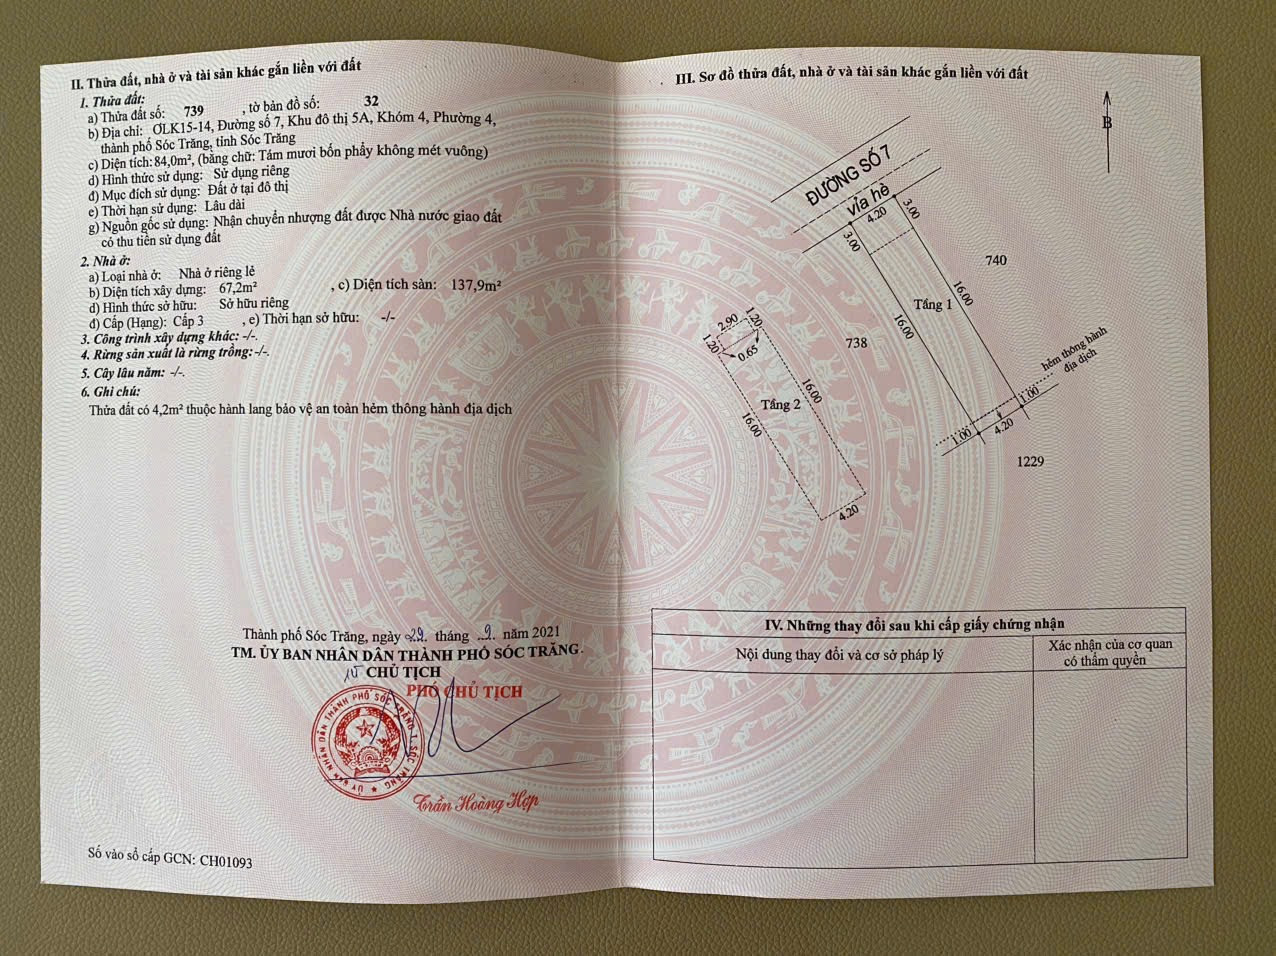 II. Thửa đất, nhà ở và tài sản khác gắn liền với đất
1. Thửa đất:
a) Thửa đất số: 739 , tờ bản đồ số: 32
b) Địa chỉ: OLK15-14, Đường số 7, Khu đô thị 5A, Khóm 4, Phường 4,
thành phố Sóc Trăng, tỉnh Sóc Trăng
c) Diện tích: 84,0m², (bằng chữ: Tám mươi bốn phẩy không mét vuông)
d) Hình thức sử dụng: Sử dụng riêng
đ) Mục đích sử dụng: Đất ở tại đô thị
e) Thời hạn sử dụng: Lâu dài
g) Nguồn gốc sử dụng: Nhận chuyển nhượng đất được Nhà nước giao đất
có thu tiền sử dụng đất
2. Nhà ở:
a) Loại nhà ở: Nhà ở riêng lẻ
b) Diện tích xây dựng: 67,2m² , c) Diện tích sàn: 137,9m²
d) Hình thức sở hữu: Sở hữu riêng
đ) Cấp (Hạng): Cấp 3 , e) Thời hạn sở hữu: -/-
3. Công trình xây dựng khác: -/-.
4. Rừng sản xuất là rừng trồng: -/-.
5. Cây lâu năm: -/-.
6. Ghi chú:
Thửa đất có 4,2m² thuộc hành lang bảo vệ an toàn hẻm thông hành địa dịch
Thành phố Sóc Trăng, ngày 29 tháng 9 năm 2021
TM. ỦY BAN NHÂN DÂN THÀNH PHỐ SÓC TRĂNG
CHỦ TỊCH
PHÓ CHỦ TỊCH
ỦY BAN NHÂN DÂN THÀNH PHỐ SÓC TRĂNG T. SÓC TRĂNG
Trần Hoàng Hợp
Số vào sổ cấp GCN: CH01093
III. Sơ đồ thửa đất, nhà ở và tài sản khác gắn liền với đất
B
ĐƯỜNG SỐ 7
vỉa hè
4.20
3.00
3.00
740
Tầng 1
16.00
16.00
738
hẻm thông hành
địa dịch
1.00
1.00
4.20
1229
2.90
1.20
1.20
0.65
Tầng 2
16.00
16.00
4.20
IV. Những thay đổi sau khi cấp giấy chứng nhận
Nội dung thay đổi và cơ sở pháp lý
Xác nhận của cơ quan
có thẩm quyền